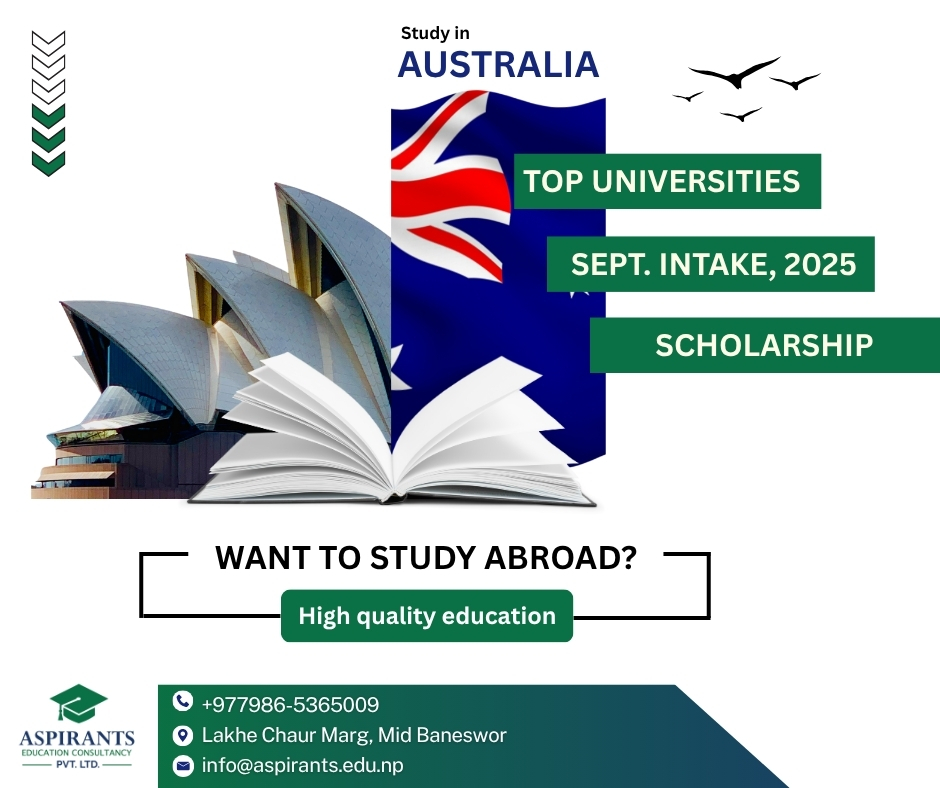 Study in
AUSTRALIA
TOP UNIVERSITIES
SEPT. INTAKE, 2025
SCHOLARSHIP
WANT TO STUDY ABROAD?
High quality education
ASPIRANTS
EDUCATION CONSULTANCY
PVT. LTD.
+977986-5365009
Lakhe Chaur Marg, Mid Baneswor
info@aspirants.edu.np